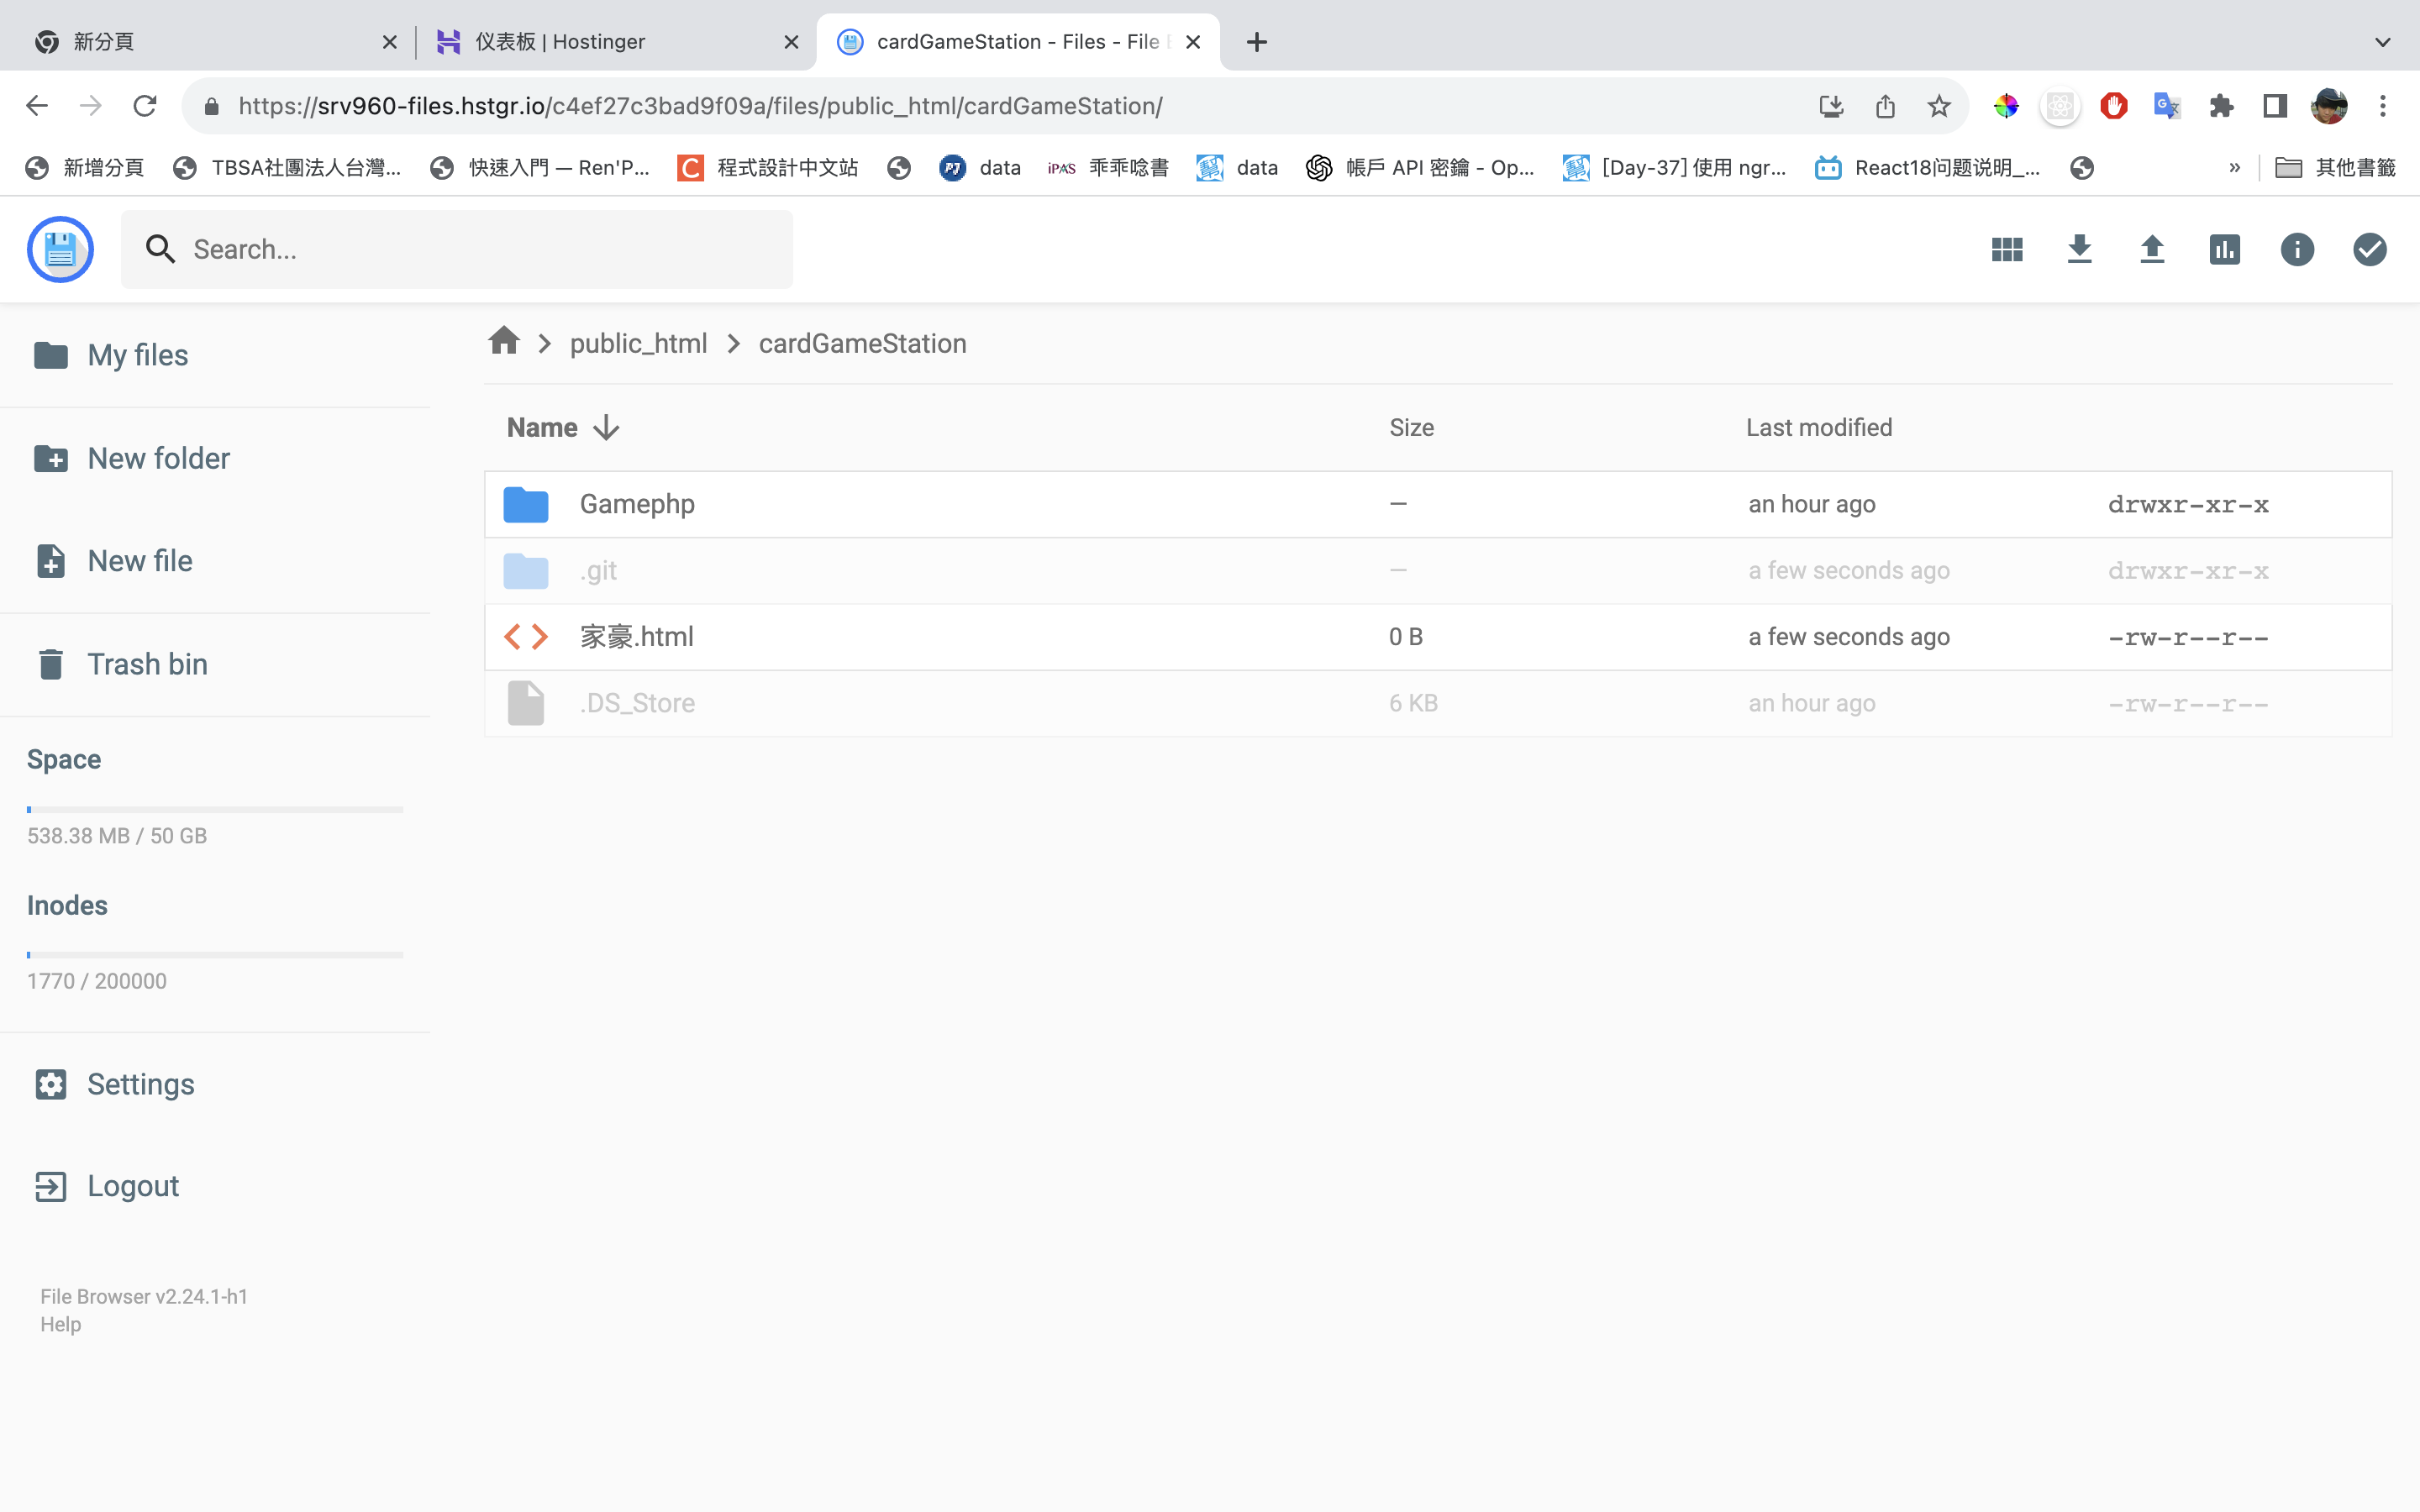 新分頁
仪表板 | Hostinger
cardGameStation - Files - File
https://srv960-files.hstgr.io/c4ef27c3bad9f09a/files/public_html/cardGameStation/
新增分頁 TBSA社團法人台灣... 快速入門 — Ren'P... 程式設計中文站 data iPAS 乖乖唸書 data 帳戶 API 密鑰 - Op... [Day-37] 使用 ngr... React18问题说明_... » 其他書籤
Search...
My files
New folder
New file
Trash bin
Space
538.38 MB / 50 GB
Inodes
1770 / 200000
Settings
Logout
File Browser v2.24.1-h1
Help
public_html cardGameStation
Name Size Last modified
Gamephp — an hour ago drwxr-xr-x
.git — a few seconds ago drwxr-xr-x
家豪.html 0 B a few seconds ago -rw-r--r--
.DS_Store 6 KB an hour ago -rw-r--r--